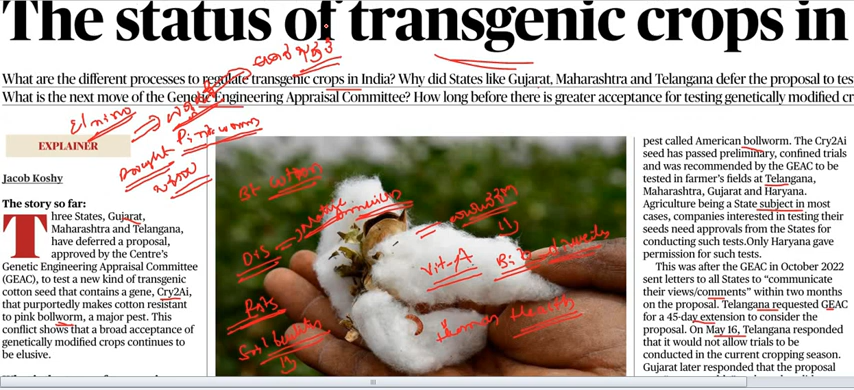 The status of transgenic crops in
What are the different processes to regulate transgenic crops in India? Why did States like Gujarat, Maharashtra and Telangana defer the proposal to tes
What is the next move of the Genetic Engineering Appraisal Committee? How long before there is greater acceptance for testing genetically modified cr
El nino
EXPLAINER
Drought
Pink worms
Jacob Koshy
The story so far:
Three States, Gujarat,
Maharashtra and Telangana,
have deferred a proposal,
approved by the Centre's
Genetic Engineering Appraisal Committee
(GEAC), to test a new kind of transgenic
cotton seed that contains a gene, Cry2Ai,
that purportedly makes cotton resistant
to pink bollworm, a major pest. This
conflict shows that a broad acceptance of
genetically modified crops continues to
be elusive.
Bt cotton
Vit-A
Rats
Soil bacteria
pest called American bollworm. The Cry2Ai
seed has passed preliminary, confined trials
and was recommended by the GEAC to be
tested in farmer's fields at Telangana,
Maharashtra, Gujarat and Haryana.
Agriculture being a State subject in most
cases, companies interested in testing their
seeds need approvals from the States for
conducting such tests.Only Haryana gave
permission for such tests.
This was after the GEAC in October 2022
sent letters to all States to "communicate
their views/comments" within two months
on the proposal. Telangana requested GEAC
for a 45-day extension to consider the
proposal. On May 16, Telangana responded
that it would not allow trials to be
conducted in the current cropping season.
Gujarat later responded that the proposal